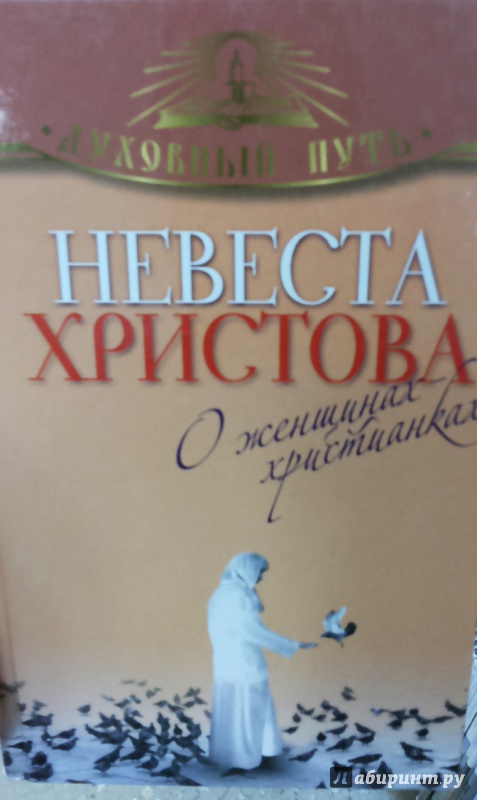 • ДУХОВНЫЙ ПУТЬ •
НЕВЕСТА
ХРИСТОВА
О женщинах-
христианках
Лабиринт.ру